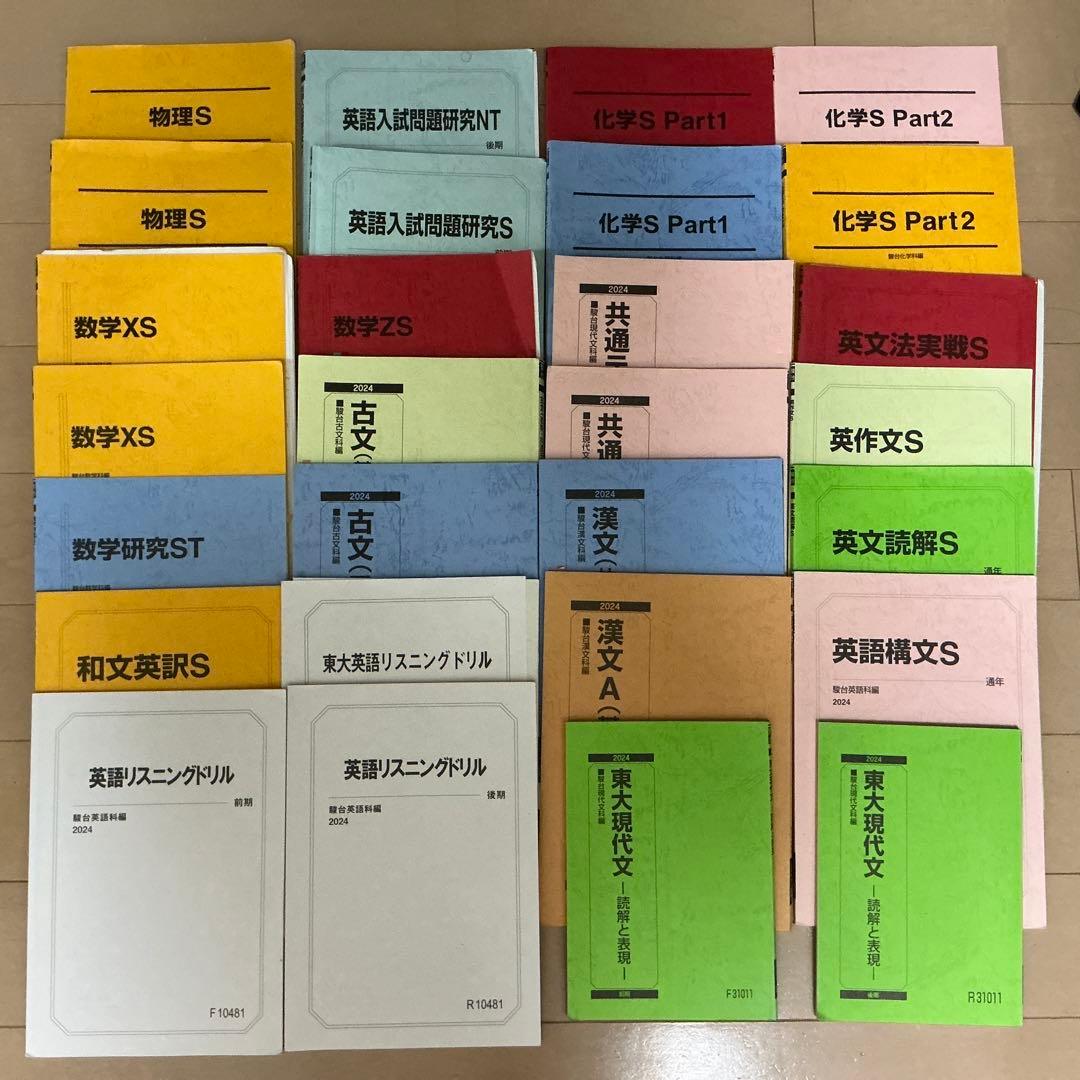 物理S
英語入試問題研究NT
後期
化学S Part1
化学S Part2
物理S
英語入試問題研究S
前期
化学S Part1
化学S Part2
駿台化学科編
数学XS
数学ZS
2024
共通テ
■駿台現代文科編
英文法実戦S
数学XS
駿台数学科編
2024
古文(
■駿台古文科編
2024
共通
■駿台現代文
英作文S
数学研究ST
2024
古文(
■駿台古文科編
2024
漢文(
■駿台漢文科編
英文読解S
通年
和文英訳S
東大英語リスニングドリル
2024
漢文A(
■駿台漢文科編
英語構文S
通年
駿台英語科編
2024
英語リスニングドリル
前期
駿台英語科編
2024
F10481
英語リスニングドリル
後期
駿台英語科編
2024
R10481
2024
東大現代文
―読解と表現―
■駿台現代文科編
前期
F31011
2024
東大現代文
―読解と表現―
■駿台現代文科編
後期
R31011